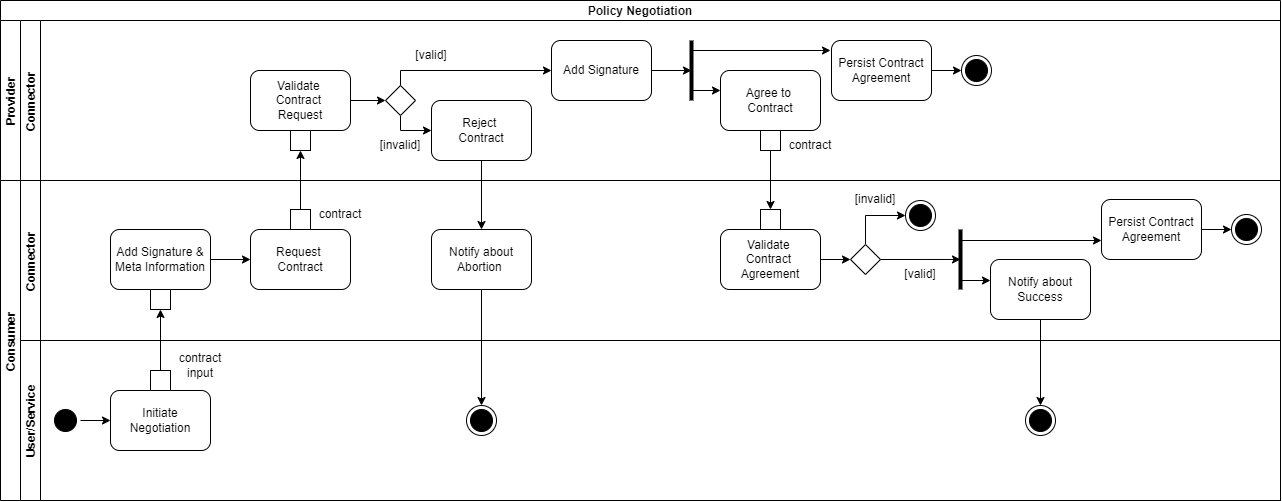 Policy Negotiation
Provider
Connector
Validate
Contract
Request
[valid]
[invalid]
Reject
Contract
Add Signature
Agree to
Contract
contract
Persist Contract
Agreement
Consumer
Connector
Add Signature &
Meta Information
contract
Request
Contract
Notify about
Abortion
Validate
Contract
Agreement
[invalid]
[valid]
Persist Contract
Agreement
Notify about
Success
User/Service
contract
input
Initiate
Negotiation